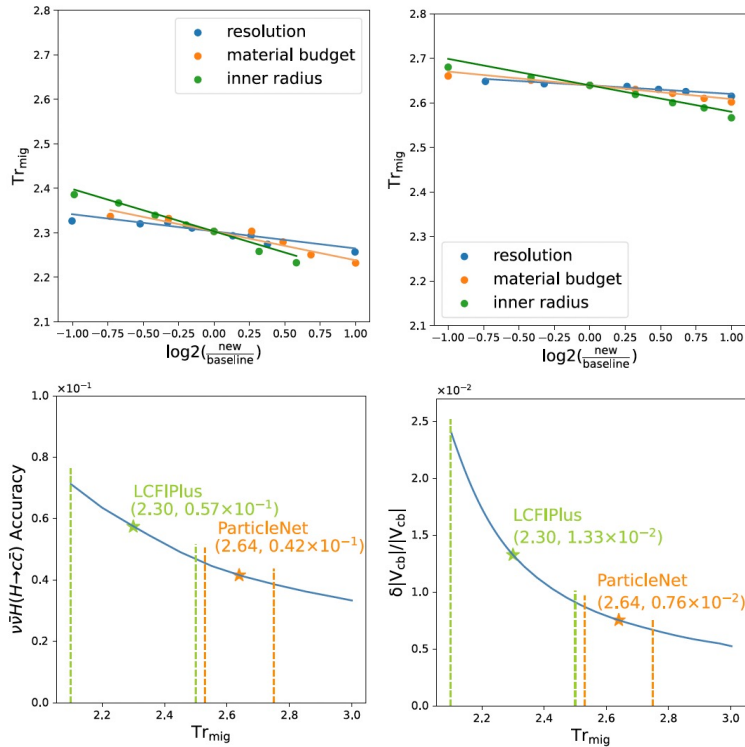 2.8
2.7
2.6
2.5
2.4
2.3
2.2
2.1
Tr_mig
resolution
material budget
inner radius
−1.00 −0.75 −0.50 −0.25 0.00 0.25 0.50 0.75 1.00
log2(new/baseline)
2.8
2.7
2.6
2.5
2.4
2.3
2.2
2.1
Tr_mig
resolution
material budget
inner radius
−1.00 −0.75 −0.50 −0.25 0.00 0.25 0.50 0.75 1.00
log2(new/baseline)
×10⁻¹
1.0
0.8
0.6
0.4
0.2
0.0
νν̄H(H→cc̄) Accuracy
LCFIPlus
(2.30, 0.57×10⁻¹)
ParticleNet
(2.64, 0.42×10⁻¹)
2.2 2.4 2.6 2.8 3.0
Tr_mig
×10⁻²
2.5
2.0
1.5
1.0
0.5
0.0
δ|V_cb|/|V_cb|
LCFIPlus
(2.30, 1.33×10⁻²)
ParticleNet
(2.64, 0.76×10⁻²)
2.2 2.4 2.6 2.8 3.0
Tr_mig